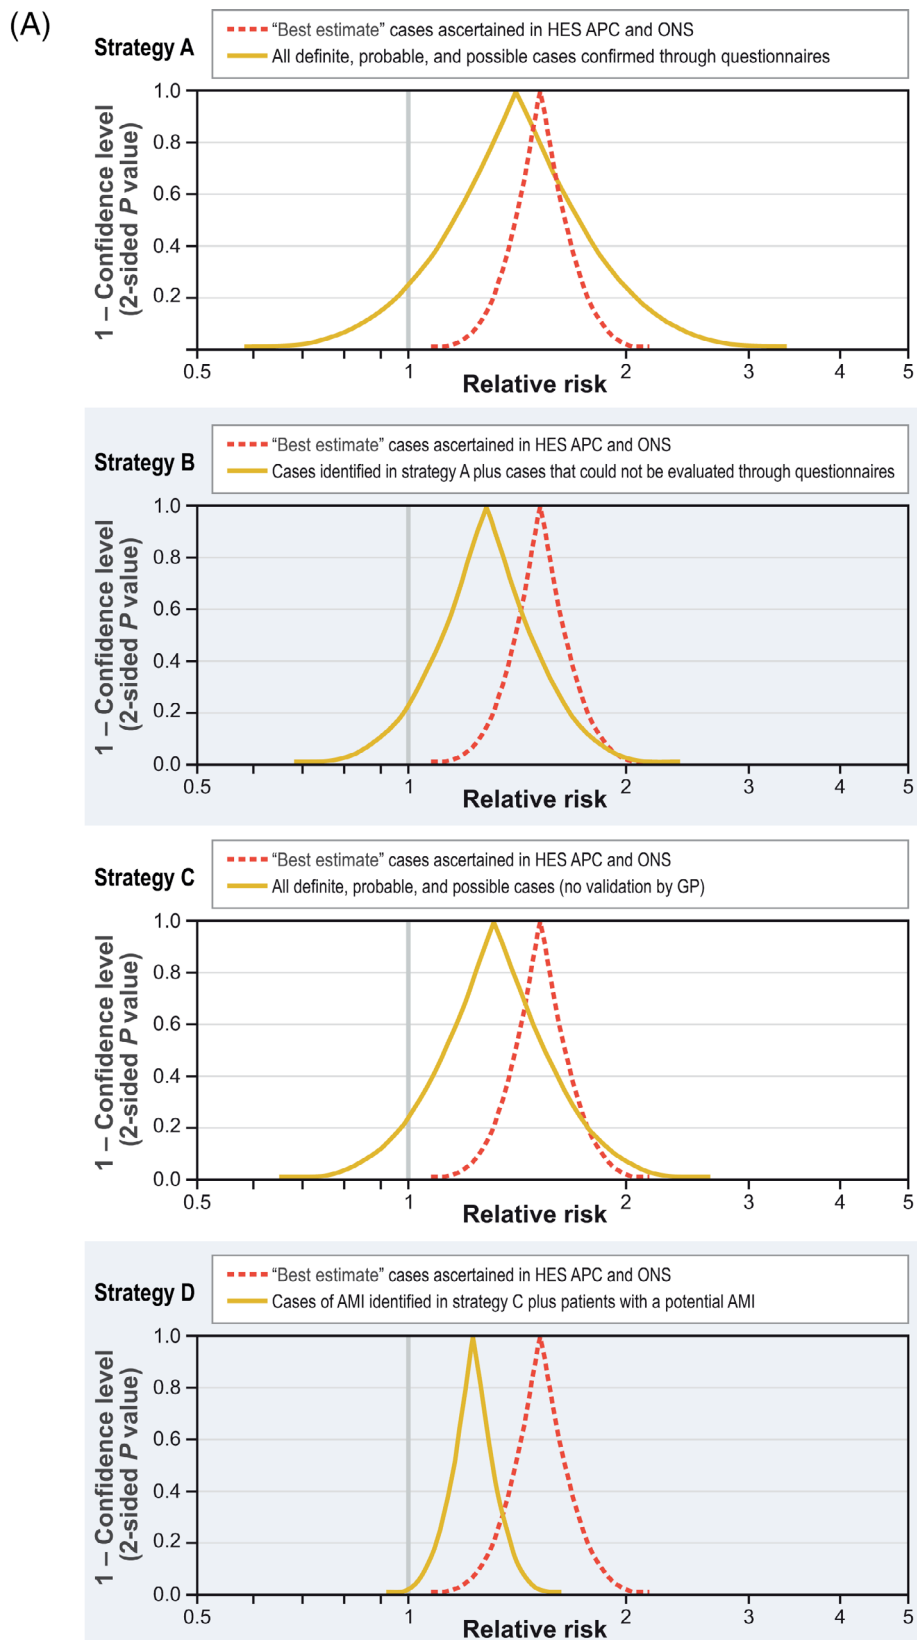 (A)
Strategy A
“Best estimate” cases ascertained in HES APC and ONS
All definite, probable, and possible cases confirmed through questionnaires
1 – Confidence level
(2-sided P value)
1.0
0.8
0.6
0.4
0.2
0.5 1 2 3 4 5
Relative risk
Strategy B
“Best estimate” cases ascertained in HES APC and ONS
Cases identified in strategy A plus cases that could not be evaluated through questionnaires
1 – Confidence level
(2-sided P value)
1.0
0.8
0.6
0.4
0.2
0.0
0.5 1 2 3 4 5
Relative risk
Strategy C
“Best estimate” cases ascertained in HES APC and ONS
All definite, probable, and possible cases (no validation by GP)
1 – Confidence level
(2-sided P value)
1.0
0.8
0.6
0.4
0.2
0.0
0.5 1 2 3 4 5
Relative risk
Strategy D
“Best estimate” cases ascertained in HES APC and ONS
Cases of AMI identified in strategy C plus patients with a potential AMI
1 – Confidence level
(2-sided P value)
1.0
0.8
0.6
0.4
0.2
0.0
0.5 1 2 3 4 5
Relative risk